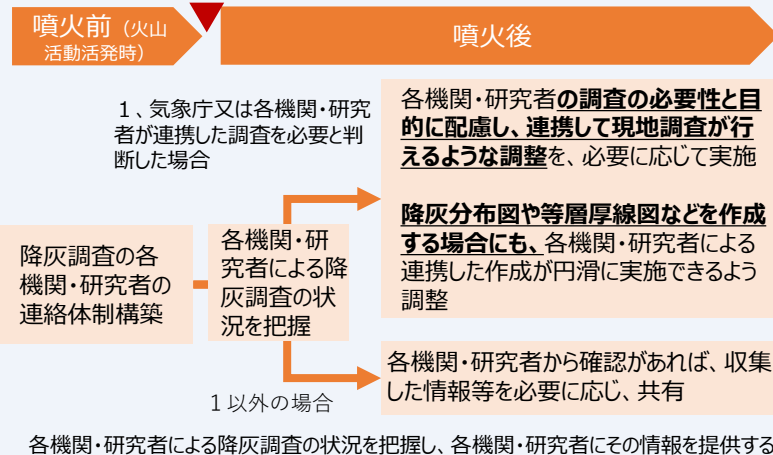 噴火前（火山
活動活発時）
噴火後
１、気象庁又は各機関・研究
者が連携した調査を必要と判
断した場合
各機関・研究者の調査の必要性と目
的に配慮し、連携して現地調査が行
えるような調整を、必要に応じて実施
降灰分布図や等層厚線図などを作成
する場合にも、各機関・研究者による
連携した作成が円滑に実施できるよう
調整
降灰調査の各
機関・研究者の
連絡体制構築
各機関・研
究者による降
灰調査の状
況を把握
各機関・研究者から確認があれば、収集
した情報等を必要に応じ、共有
１以外の場合
各機関・研究者による降灰調査の状況を把握し、各機関・研究者にその情報を提供する